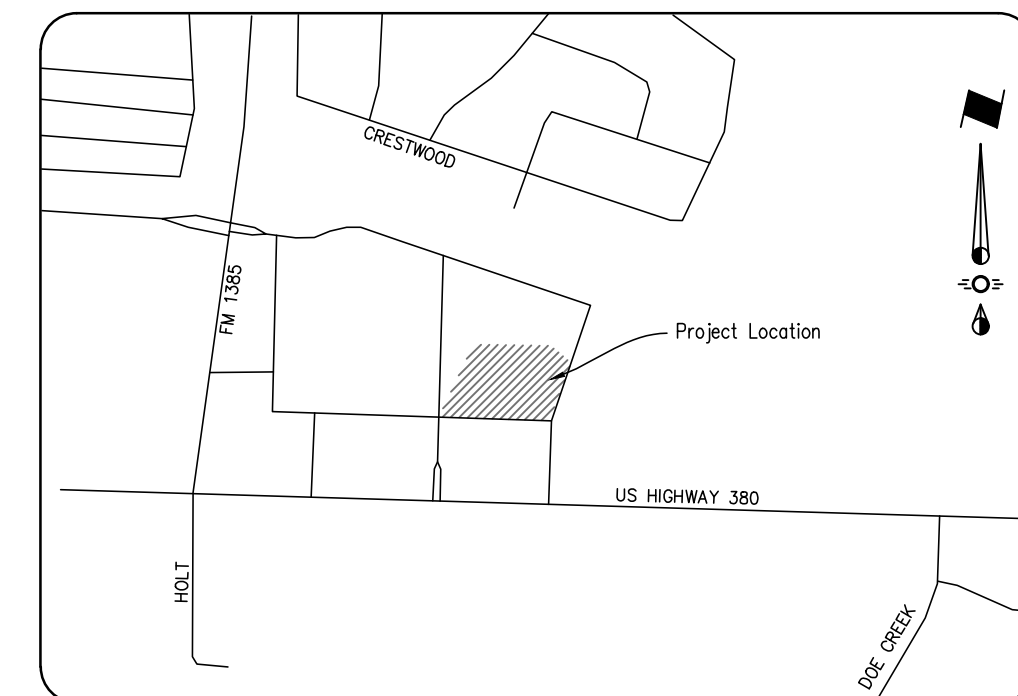 CRESTWOOD
FM 1385
Project Location
US HIGHWAY 380
HOLT
DOE CREEK